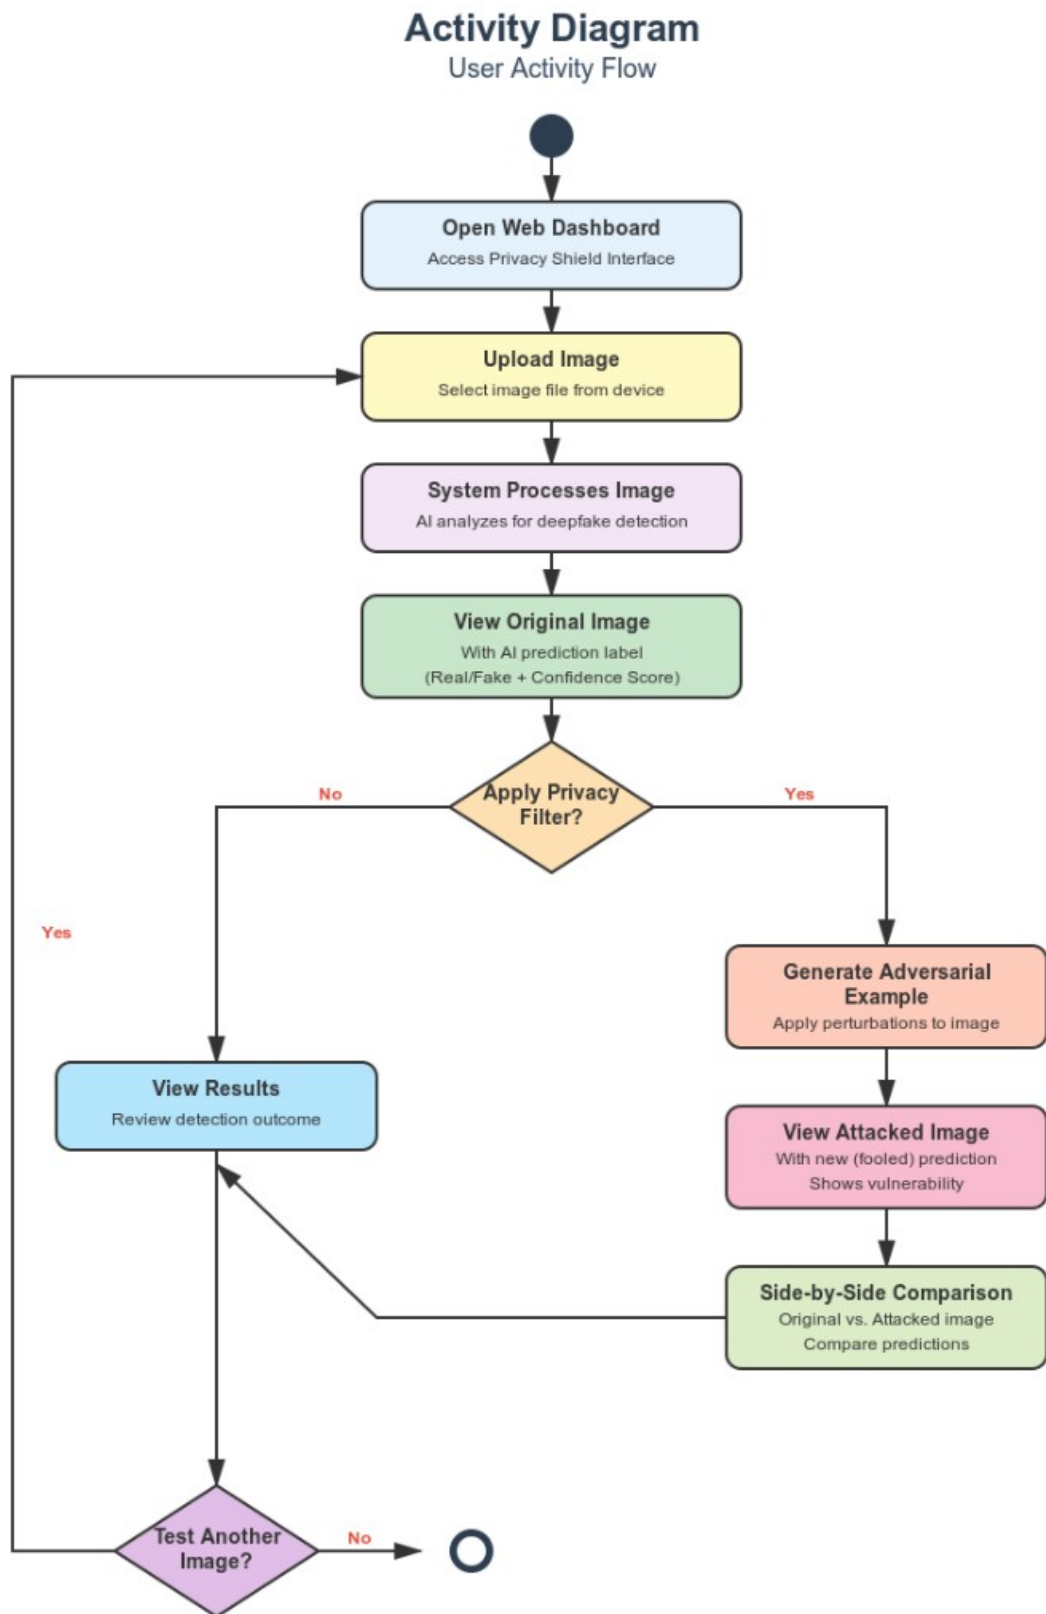 Activity Diagram
User Activity Flow
Open Web Dashboard
Access Privacy Shield Interface
Upload Image
Select image file from device
System Processes Image
AI analyzes for deepfake detection
View Original Image
With AI prediction label
(Real/Fake + Confidence Score)
No
Apply Privacy
Filter?
Yes
Yes
Generate Adversarial
Example
Apply perturbations to image
View Results
Review detection outcome
View Attacked Image
With new (fooled) prediction
Shows vulnerability
Side-by-Side Comparison
Original vs. Attacked image
Compare predictions
Test Another
Image?
No